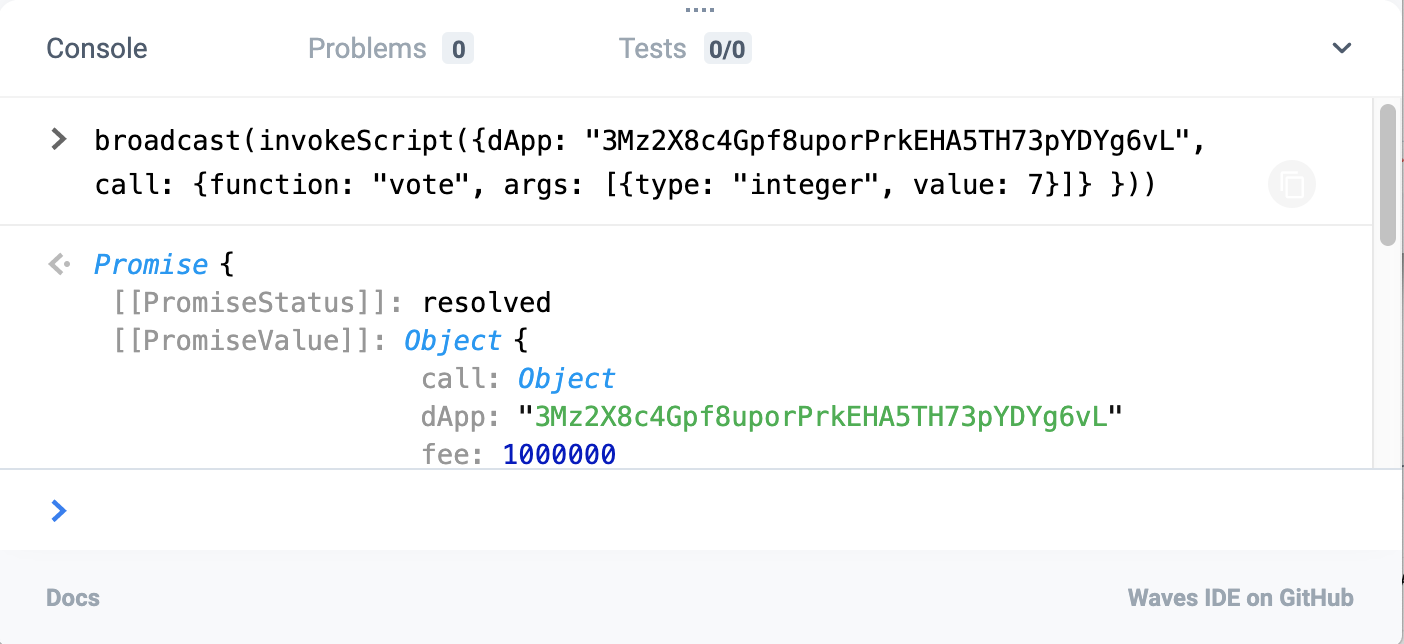 Console Problems 0 Tests 0/0
broadcast(invokeScript({dApp: "3Mz2X8c4Gpf8uporPrkEHA5TH73pYDYg6vL",
call: {function: "vote", args: [{type: "integer", value: 7}]} }))
Promise {
[[PromiseStatus]]: resolved
[[PromiseValue]]: Object {
call: Object
dApp: "3Mz2X8c4Gpf8uporPrkEHA5TH73pYDYg6vL"
fee: 1000000
Docs Waves IDE on GitHub